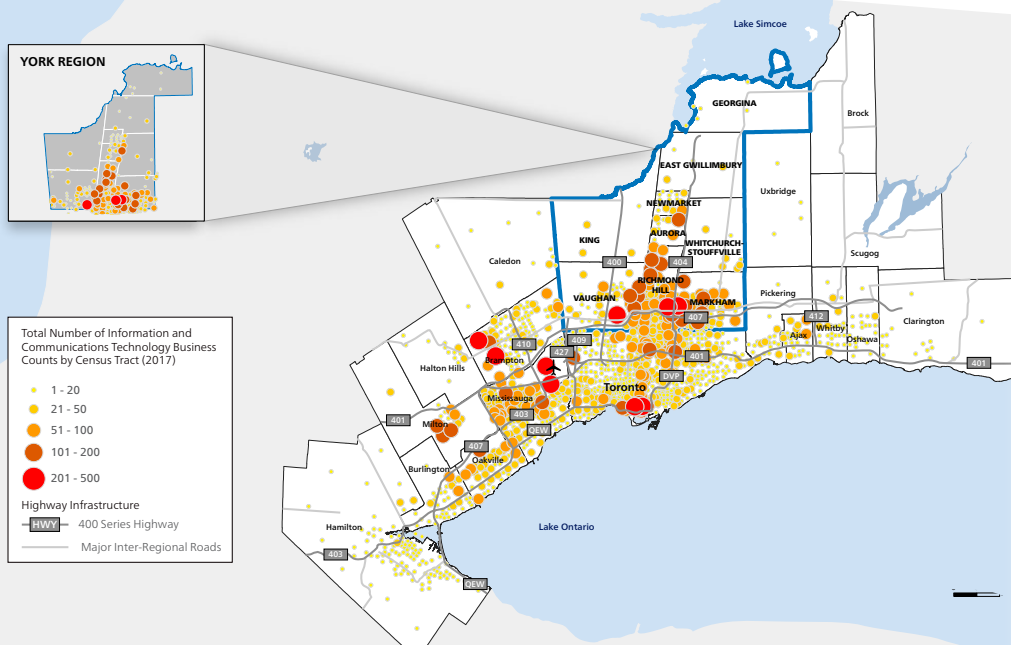 Lake Simcoe
YORK REGION
GEORGINA
Brock
EAST GWILLIMBURY
Uxbridge
NEWMARKET
AURORA
KING
WHITCHURCH-
STOUFFVILLE
Scugog
Caledon
400
404
RICHMOND
HILL
Pickering
VAUGHAN
MARKHAM
407
412
Clarington
Whitby
Ajax
Oshawa
Total Number of Information and
Communications Technology Business
Counts by Census Tract (2017)
1 - 20
21 - 50
51 - 100
101 - 200
201 - 500
Highway Infrastructure
HWY
400 Series Highway
Major Inter-Regional Roads
410
409
427
401
401
Brampton
Halton Hills
DVP
Toronto
Mississauga
403
401
Milton
QEW
407
Oakville
Burlington
Hamilton
Lake Ontario
403
QEW